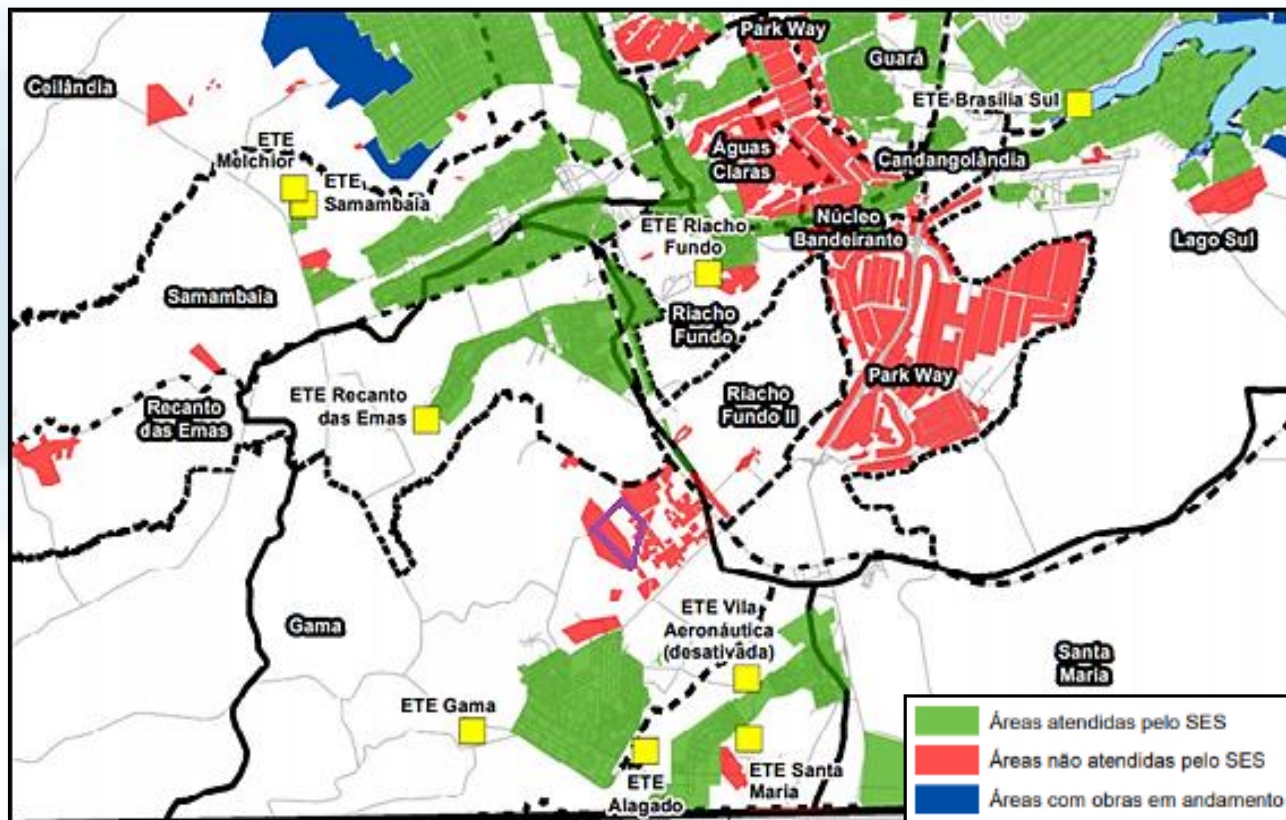 Park Way
Guará
Ceilândia
ETE Brasília Sul
ETE
Melchior
Águas
Claras
Candangolândia
ETE
Samambaia
Núcleo
Bandeirante
ETE Riacho
Fundo
Lago Sul
Samambaia
Riacho
Fundo
Park Way
ETE Recanto
das Emas
Riacho
Fundo II
Recanto
das Emas
ETE Vila
Aeronáutica
(desativada)
Gama
Santa
Maria
ETE Gama
ETE
Alagado
ETE Santa
Maria
Áreas atendidas pelo SES
Áreas não atendidas pelo SES
Áreas com obras em andamento